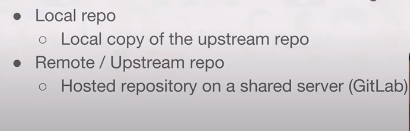 ● Local repo
○ Local copy of the upstream repo
● Remote / Upstream repo
○ Hosted repository on a shared server (GitLab)